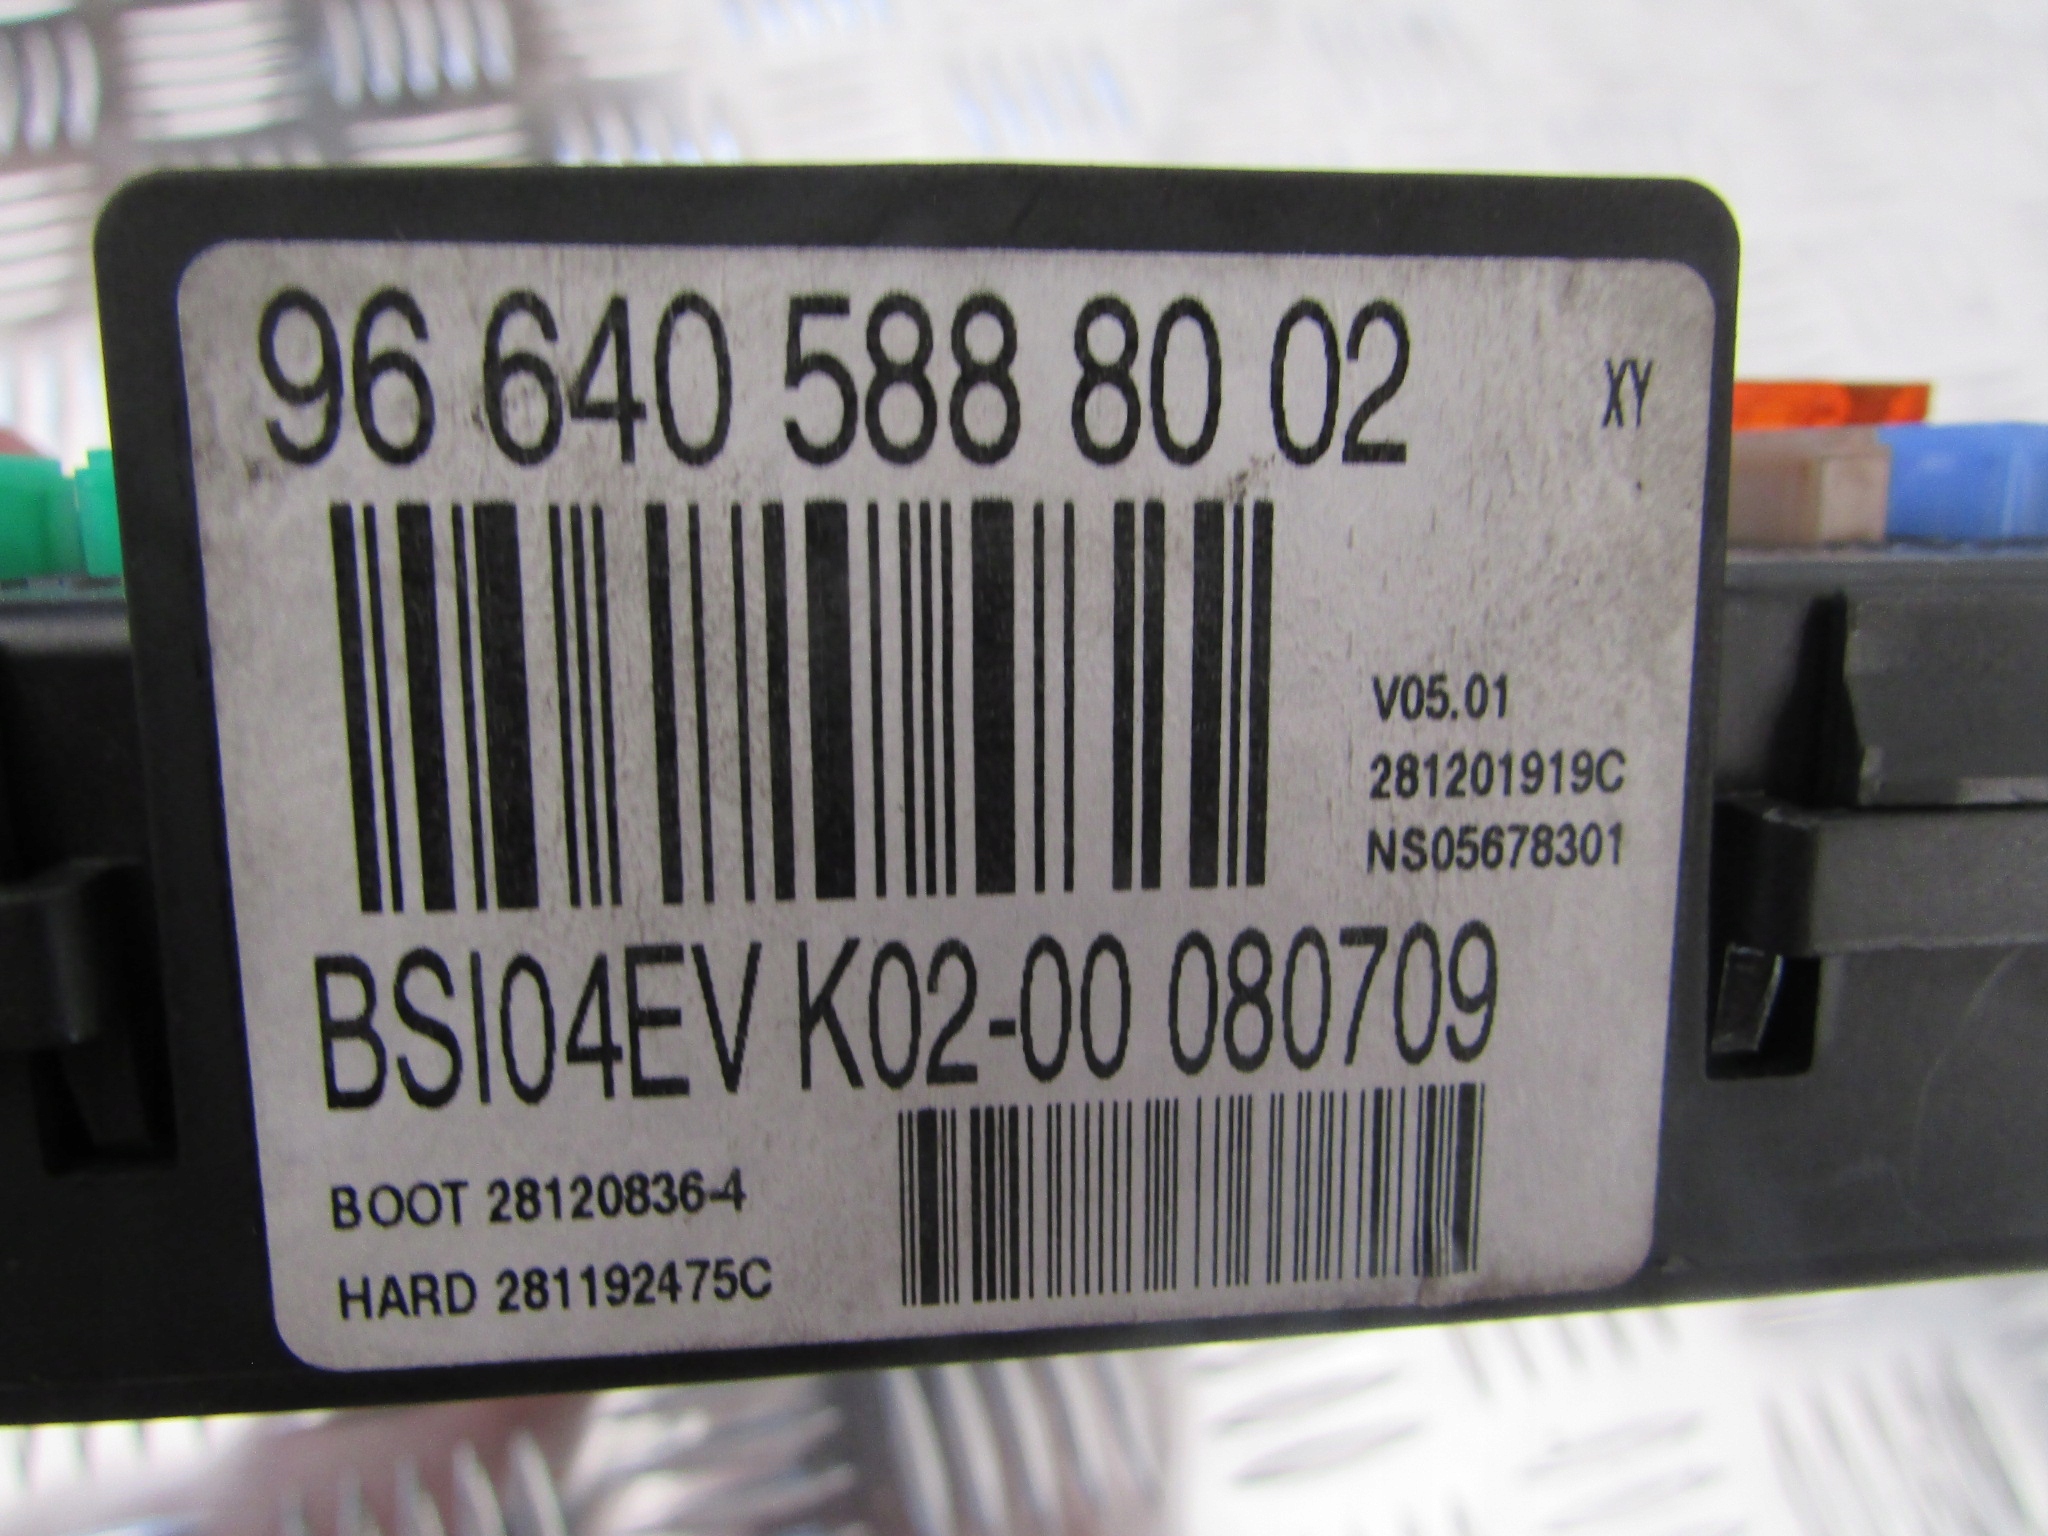 96 640 588 80 02 XY
V05.01
281201919C
NS05678301
BSI04EV K02-00 080709
BOOT 28120836-4
HARD 281192475C